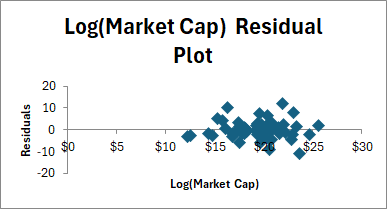 Log(Market Cap) Residual
Plot
20
10
0
-10
-20
$0 $5 $10 $15 $20 $25 $30
Residuals
Log(Market Cap)